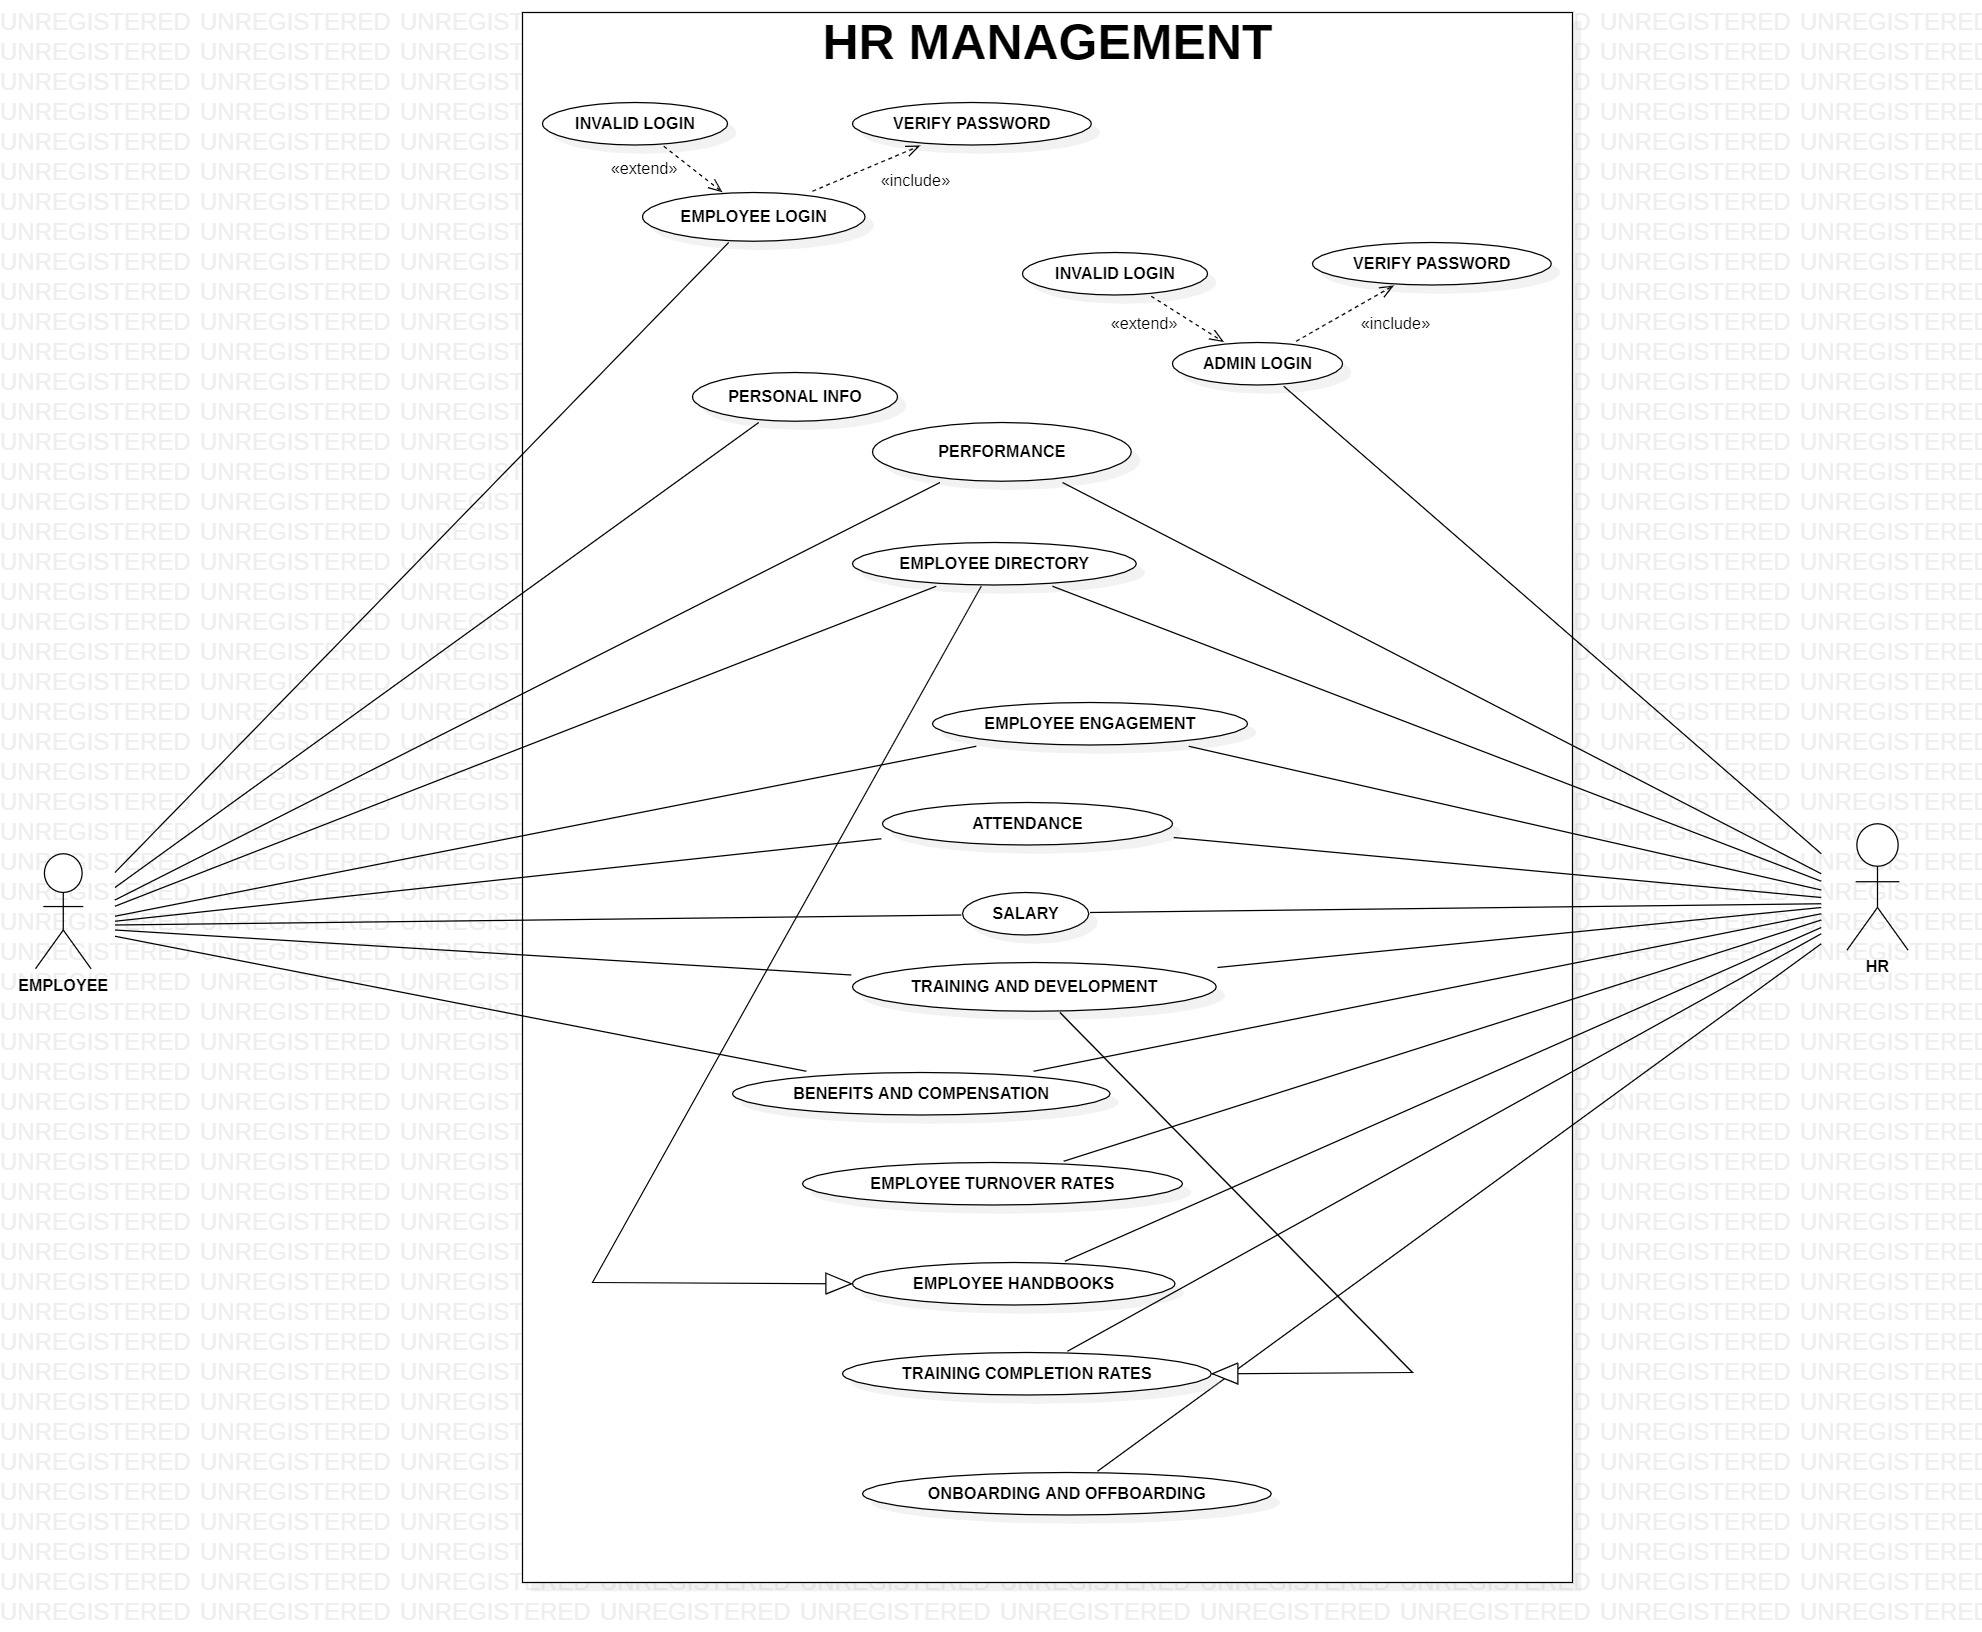 HR MANAGEMENT
INVALID LOGIN
VERIFY PASSWORD
«extend»
«include»
EMPLOYEE LOGIN
INVALID LOGIN
VERIFY PASSWORD
«extend»
«include»
ADMIN LOGIN
PERSONAL INFO
PERFORMANCE
EMPLOYEE DIRECTORY
EMPLOYEE ENGAGEMENT
ATTENDANCE
SALARY
EMPLOYEE
HR
TRAINING AND DEVELOPMENT
BENEFITS AND COMPENSATION
EMPLOYEE TURNOVER RATES
EMPLOYEE HANDBOOKS
TRAINING COMPLETION RATES
ONBOARDING AND OFFBOARDING
UNREGISTERED UNREGISTERED UNREGISTERED UNREGISTERED UNREGISTERED UNREGISTERED UNREGISTERED UNREGISTERED UNREGISTERED UNREGISTERED